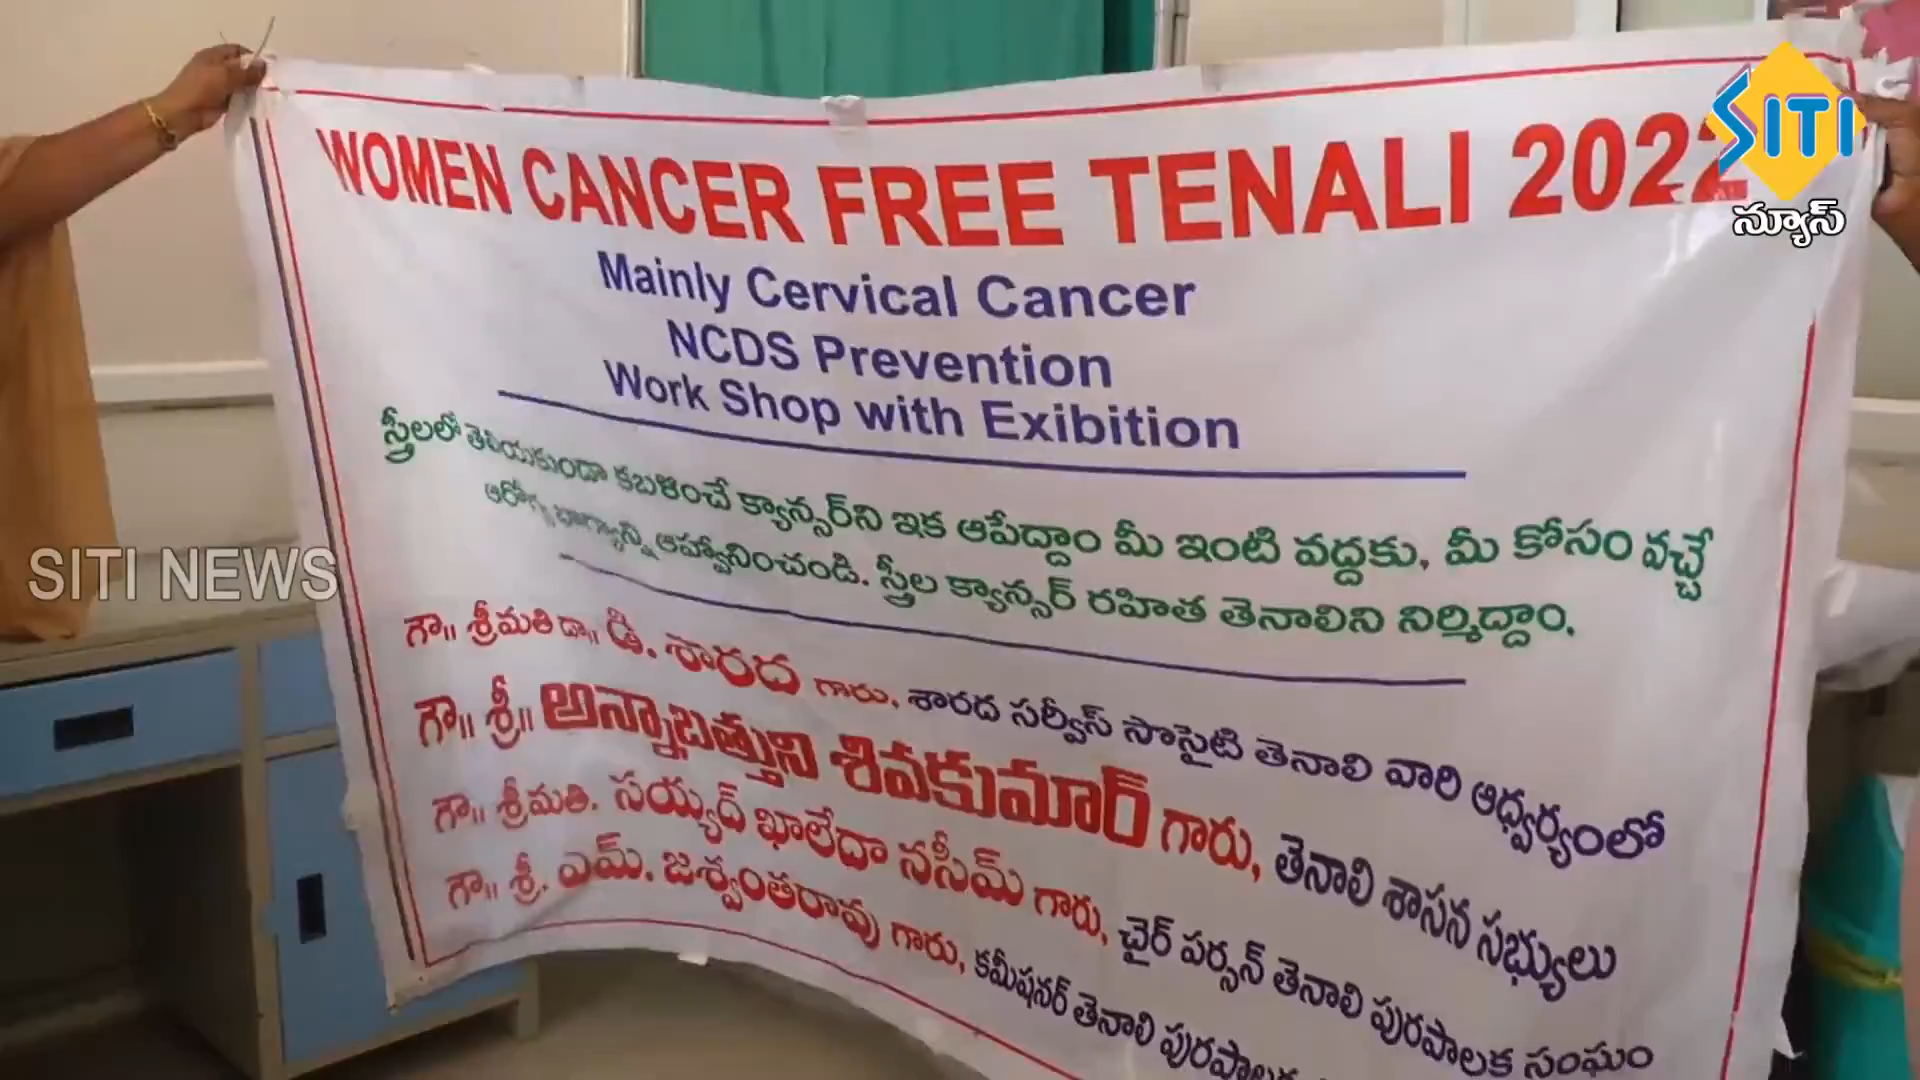 WOMEN CANCER FREE TENALI 2022
Mainly Cervical Cancer
NCDS Prevention
Work Shop with Exibition
స్త్రీలలో తెలియకుండా కబళించే క్యాన్సర్‌ని ఇక ఆపేద్దాం మీ ఇంటి వద్దకు, మీ కోసం వచ్చే
ఆరోగ్య భాగ్యాన్ని ఆహ్వానించండి. స్త్రీల క్యాన్సర్ రహిత తెనాలిని నిర్మిద్దాం.
గౌ॥ శ్రీమతి డా॥ డి. శారద గారు, శారద సర్వీస్ సొసైటి తెనాలి వారి ఆధ్వర్యంలో
గౌ॥ శ్రీ॥ అన్నాబత్తుని శివకుమార్ గారు, తెనాలి శాసన సభ్యులు
గౌ॥ శ్రీమతి. సయ్యద్ ఖాలేదా నసీమ్ గారు, చైర్ పర్సన్ తెనాలి పురపాలక సంఘం
గౌ॥ శ్రీ. ఎమ్. జశ్వంతరావు గారు, కమీషనర్ తెనాలి పురపాలక
SITI
న్యూస్
SITI NEWS